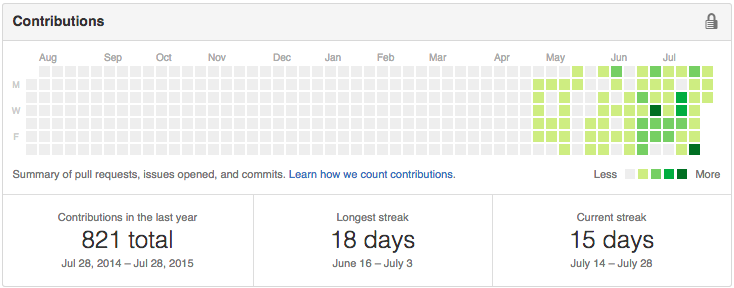 Contributions
Aug Sep Oct Nov Dec Jan Feb Mar Apr May Jun Jul
M
W
F
Summary of pull requests, issues opened, and commits. Learn how we count contributions. Less More
Contributions in the last year Longest streak Current streak
821 total 18 days 15 days
Jul 28, 2014 – Jul 28, 2015 June 16 – July 3 July 14 – July 28